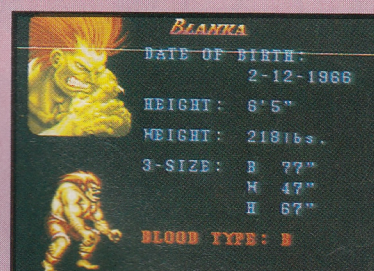 BLANKA
DATE OF BIRTH:
2-12-1966
HEIGHT: 6'5"
WEIGHT: 218lbs.
3-SIZE: B 77"
W 47"
H 67"
BLOOD TYPE: B